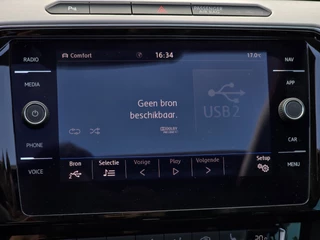 RADIO
MEDIA
PHONE
VOICE
NAV
APP
CAR
MENU
Comfort 16:34 17.0
Geen bron
beschikbaar.
USB 2
Bron Selectie Vorige Play Volgende Setup